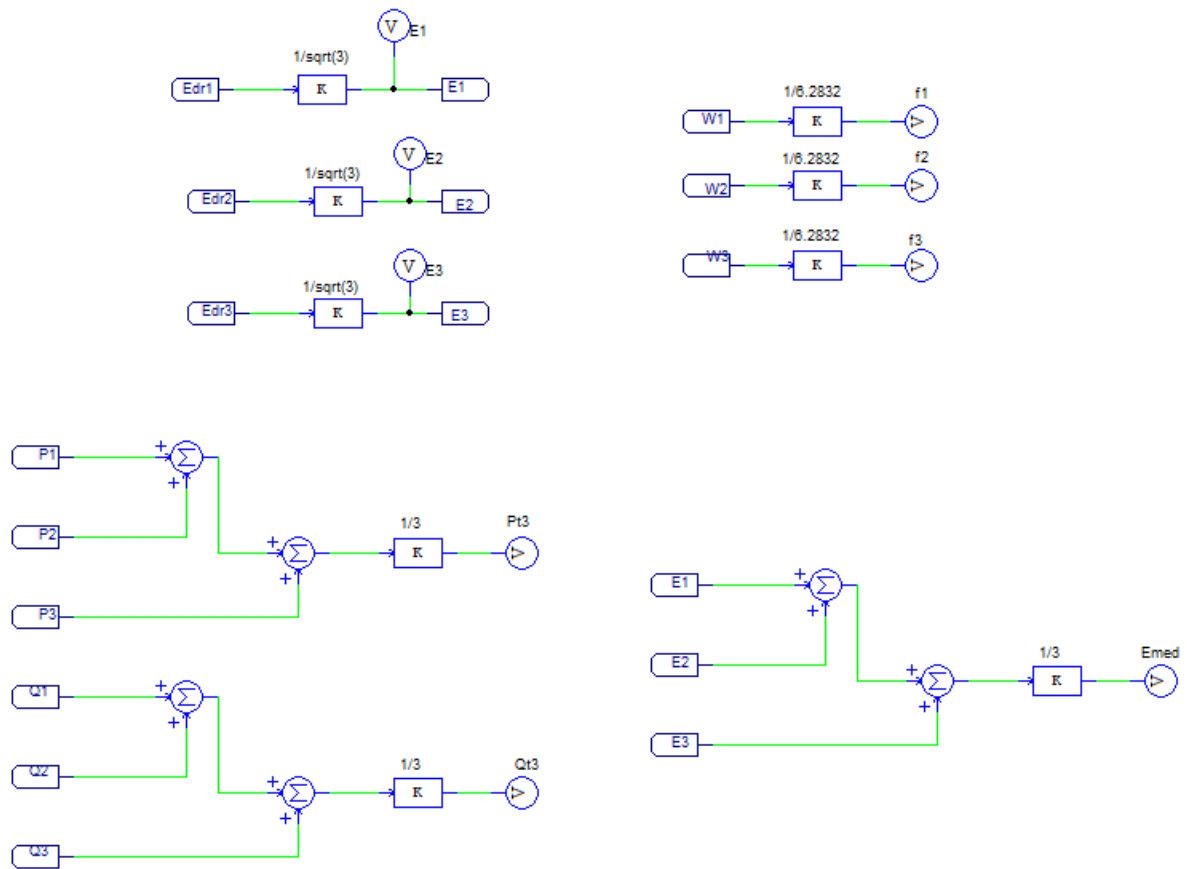 V
E1
1/sqrt(3)
Edr1
K
E1
V
E2
1/sqrt(3)
Edr2
K
E2
V
E3
1/sqrt(3)
Edr3
K
E3
1/6.2832
f1
W1
K
V
1/6.2832
f2
W2
K
V
1/6.2832
f3
W3
K
V
P1
+
Σ
+
P2
+
Σ
+
1/3
K
Pt3
V
P3
Q1
+
Σ
+
Q2
+
Σ
+
1/3
K
Qt3
V
Q3
E1
+
Σ
+
E2
+
Σ
+
1/3
K
Emed
V
E3